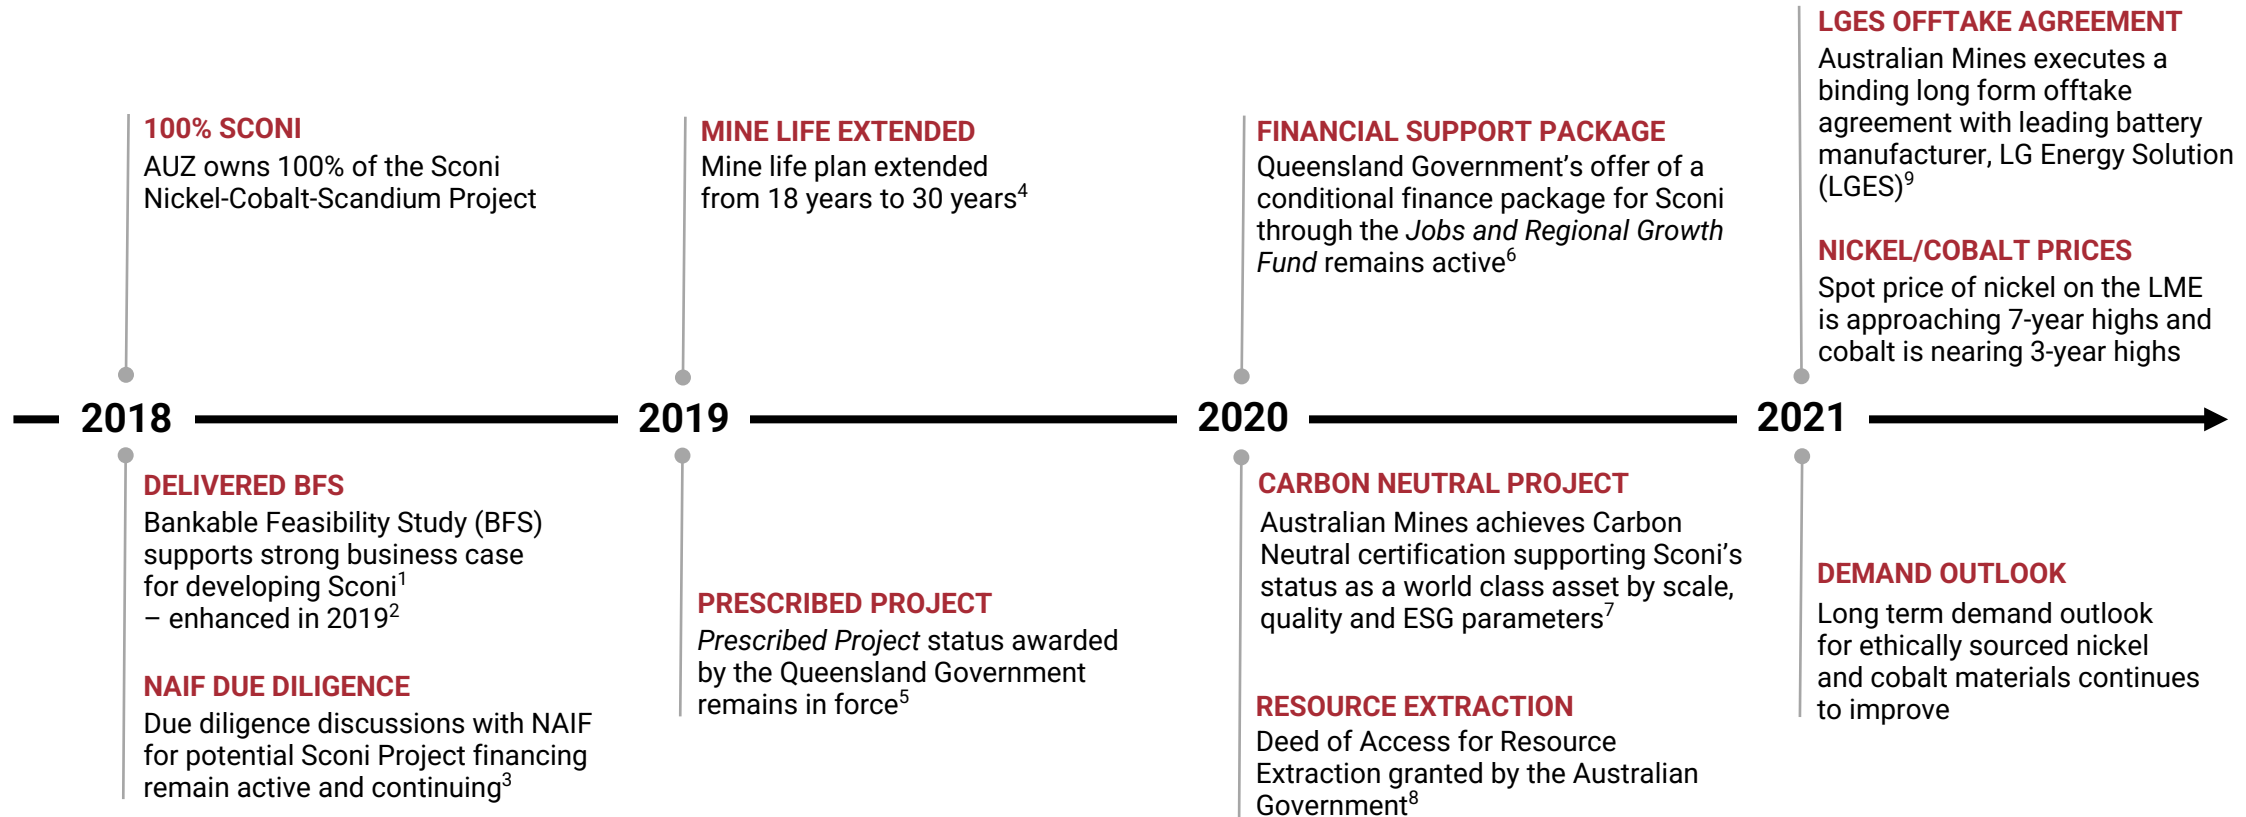 100% SCONI
AUZ owns 100% of the Sconi
Nickel-Cobalt-Scandium Project
MINE LIFE EXTENDED
Mine life plan extended
from 18 years to 30 years4
FINANCIAL SUPPORT PACKAGE
Queensland Government’s offer of a
conditional finance package for Sconi
through the Jobs and Regional Growth
Fund remains active6
LGES OFFTAKE AGREEMENT
Australian Mines executes a
binding long form offtake
agreement with leading battery
manufacturer, LG Energy Solution
(LGES)9
NICKEL/COBALT PRICES
Spot price of nickel on the LME
is approaching 7-year highs and
cobalt is nearing 3-year highs
2018
2019
2020
2021
DELIVERED BFS
Bankable Feasibility Study (BFS)
supports strong business case
for developing Sconi1
– enhanced in 20192
NAIF DUE DILIGENCE
Due diligence discussions with NAIF
for potential Sconi Project financing
remain active and continuing3
PRESCRIBED PROJECT
Prescribed Project status awarded
by the Queensland Government
remains in force5
CARBON NEUTRAL PROJECT
Australian Mines achieves Carbon
Neutral certification supporting Sconi’s
status as a world class asset by scale,
quality and ESG parameters7
RESOURCE EXTRACTION
Deed of Access for Resource
Extraction granted by the Australian
Government8
DEMAND OUTLOOK
Long term demand outlook
for ethically sourced nickel
and cobalt materials continues
to improve